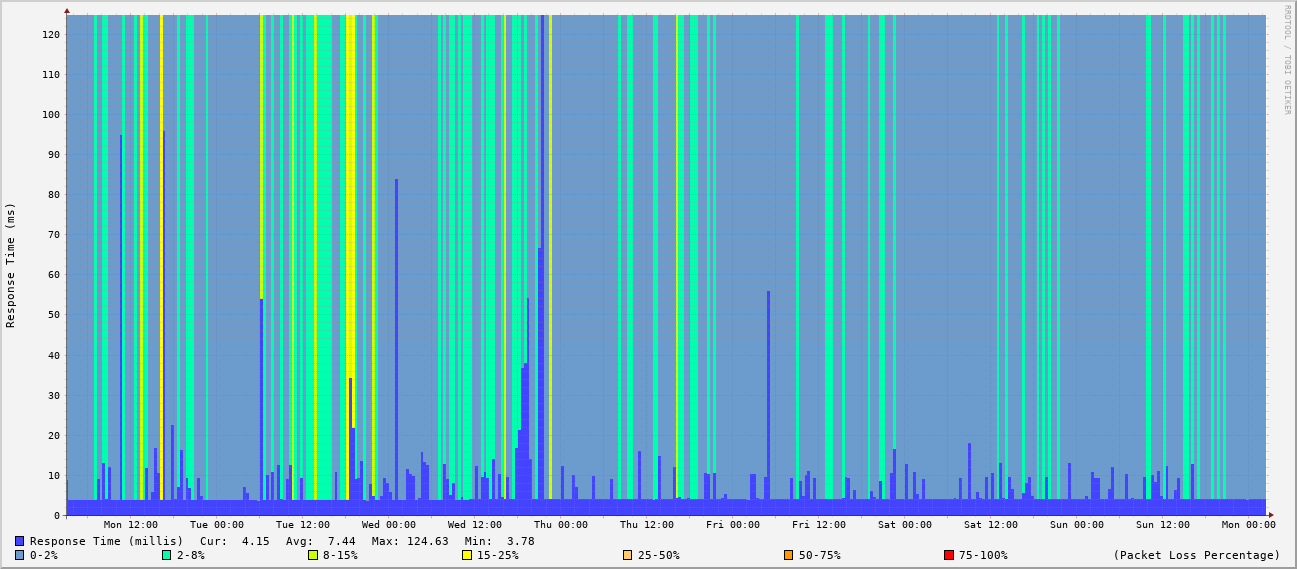 120
110
100
90
80
70
60
50
40
30
20
10
0
Response Time (ms)
RRDTOOL / TOBI OETIKER
Mon 12:00 Tue 00:00 Tue 12:00 Wed 00:00 Wed 12:00 Thu 00:00 Thu 12:00 Fri 00:00 Fri 12:00 Sat 00:00 Sat 12:00 Sun 00:00 Sun 12:00 Mon 00:00
Response Time (millis) Cur: 4.15 Avg: 7.44 Max: 124.63 Min: 3.78
0-2% 2-8% 8-15% 15-25% 25-50% 50-75% 75-100% (Packet Loss Percentage)